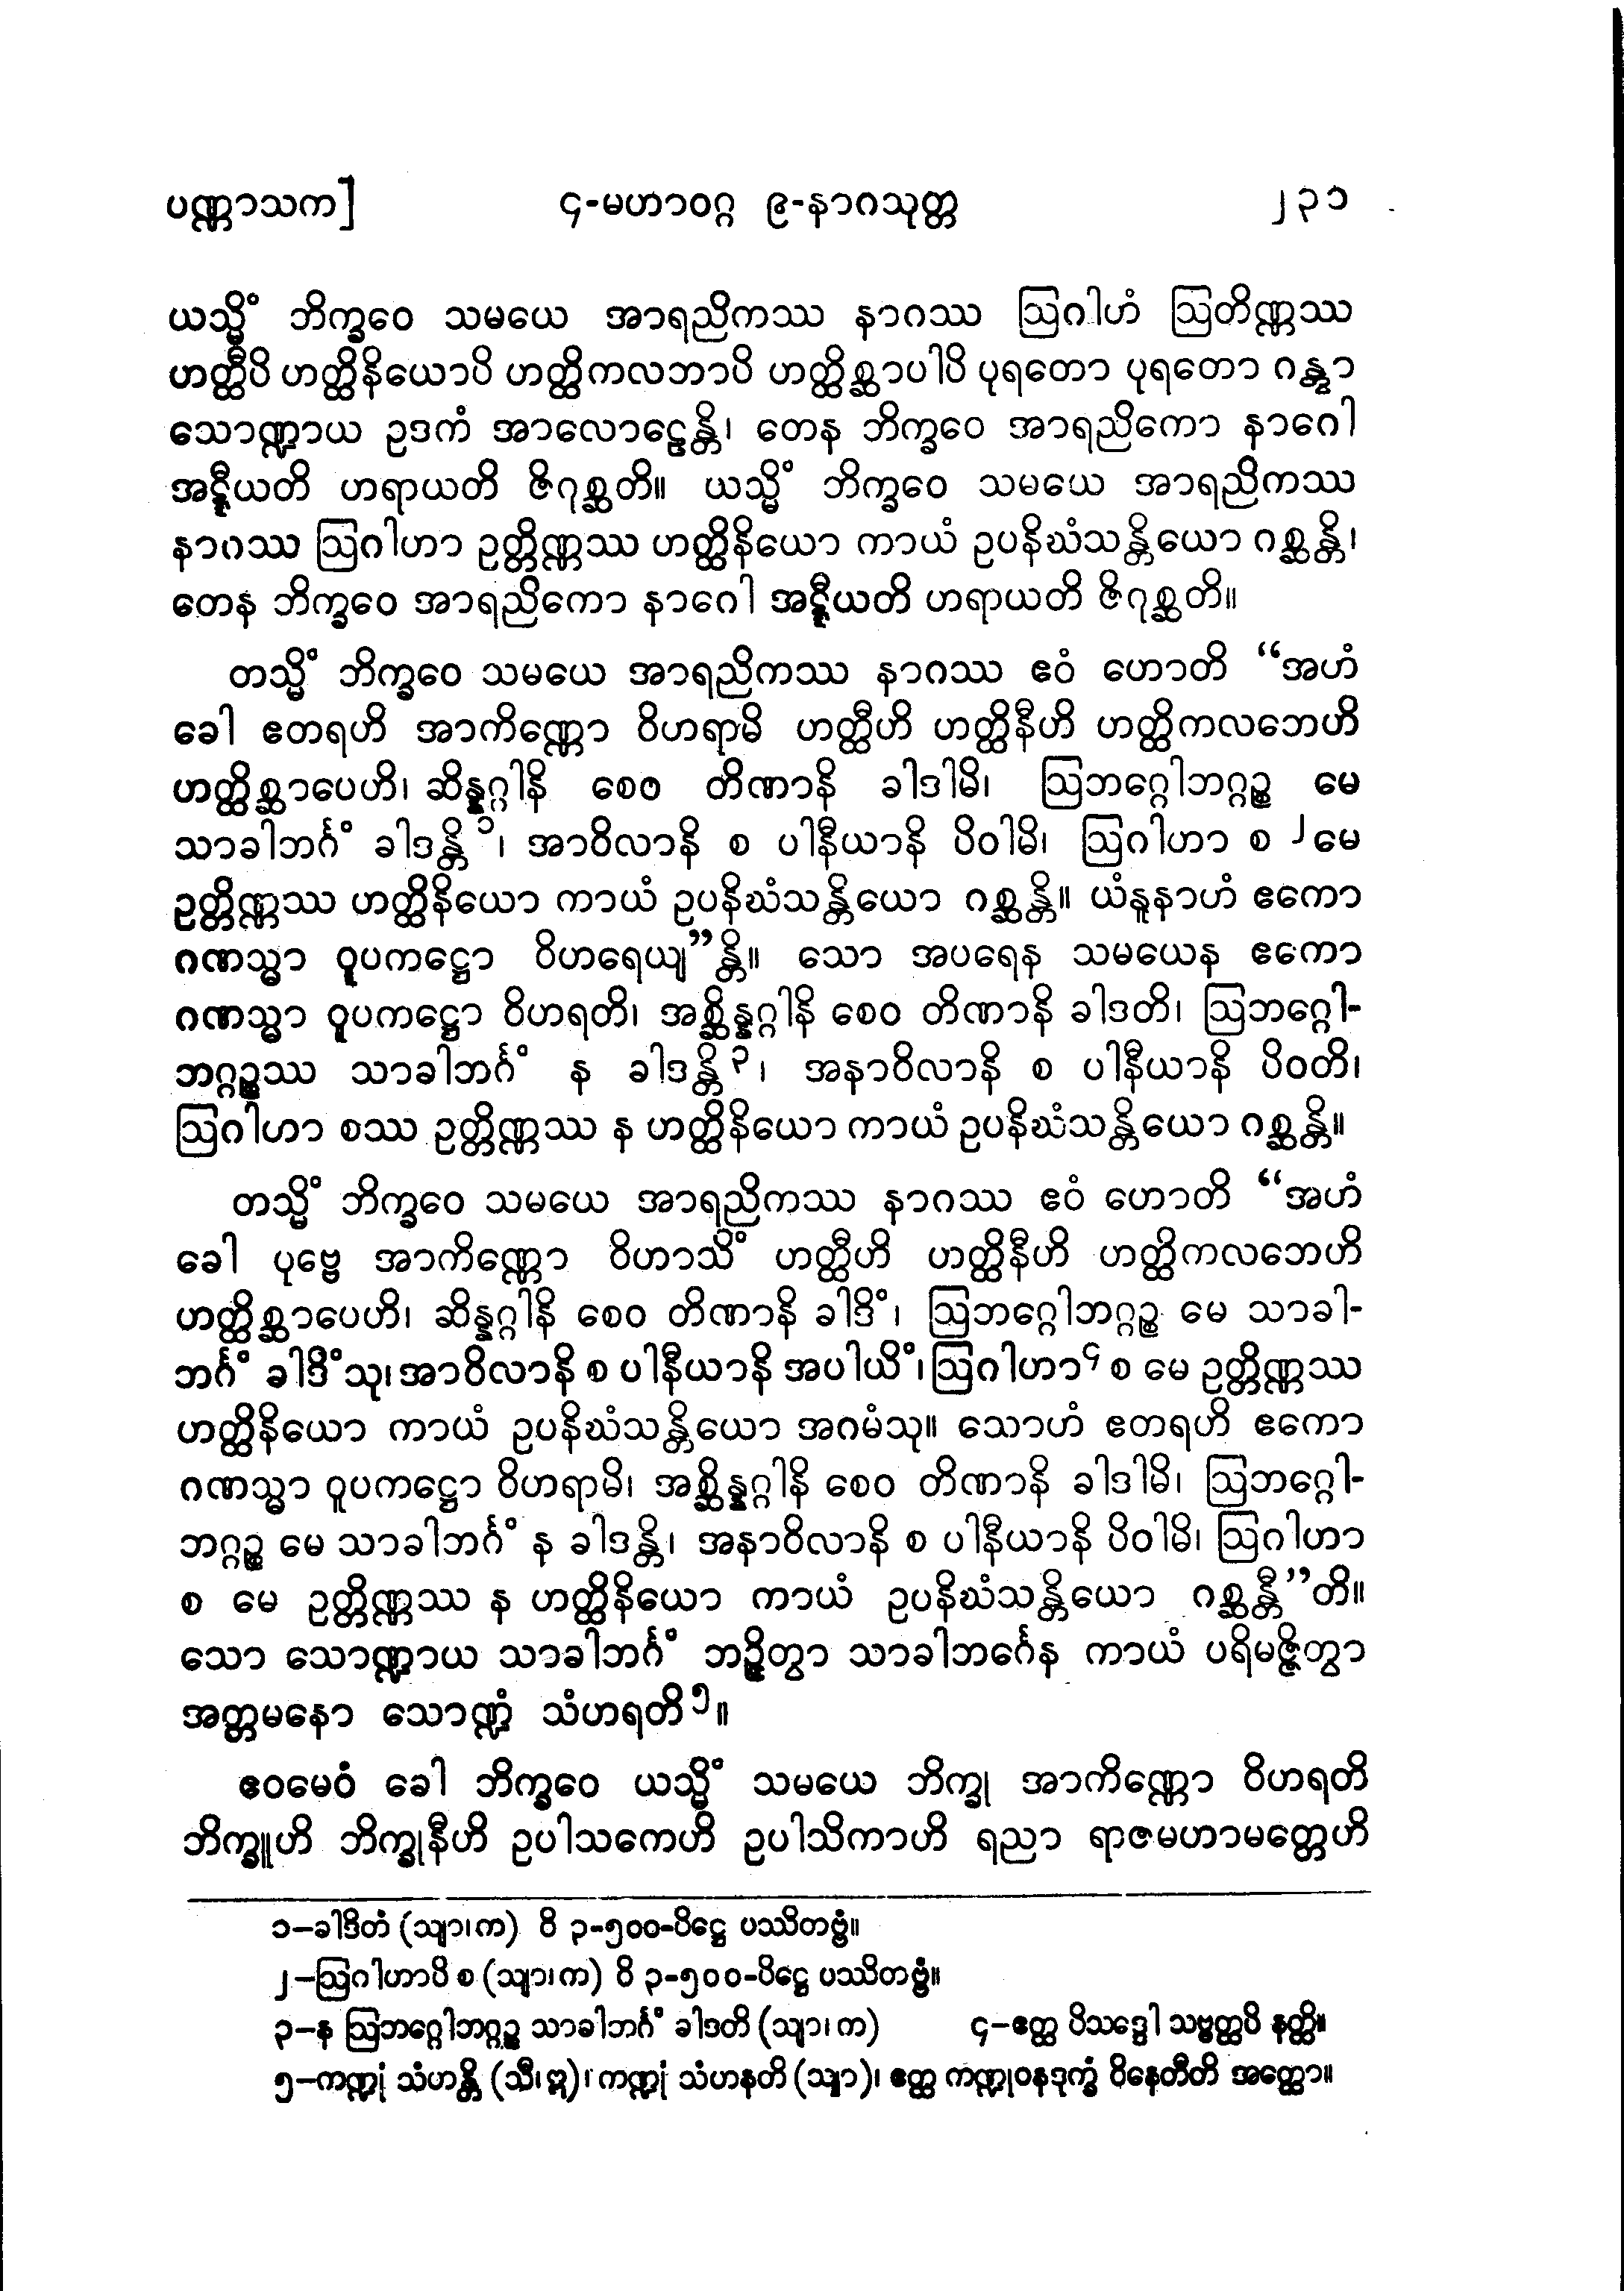 ပဏ္ဏာသက] ၄-မဟာဝဂ္ဂ ၉-နာဂသုတ္တ ၂၃၁
ယသ္မိံ ဘိက္ခဝေ သမယေ အာရညိကဿ နာဂဿ ဩဂါဟံ ဩတိဏ္ဏဿ
ဟတ္ထီပိ ဟတ္ထိနိယောပိ ဟတ္ထိကလဘာပိ ဟတ္ထိစ္ဆာပါပိ ပုရတော ပုရတော ဂန္တွာ
သောဏ္ဍာယ ဥဒကံ အာလောဠေန္တိ၊ တေန ဘိက္ခဝေ အာရညိကော နာဂေါ
အဋ္ဋီယတိ ဟရာယတိ ဇိဂုစ္ဆတိ။ ယသ္မိံ ဘိက္ခဝေ သမယေ အာရညိကဿ
နာဂဿ ဩဂါဟာ ဥတ္တိဏ္ဏဿ ဟတ္ထိနိယော ကာယံ ဥပနိဃံသန္တိယော ဂစ္ဆန္တိ၊
တေန ဘိက္ခဝေ အာရညိကော နာဂေါ အဋ္ဋီယတိ ဟရာယတိ ဇိဂုစ္ဆတိ။
တသ္မိံ ဘိက္ခဝေ သမယေ အာရညိကဿ နာဂဿ ဧဝံ ဟောတိ “အဟံ
ခေါ ဧတရဟိ အာကိဏ္ဏော ဝိဟရာမိ ဟတ္ထီဟိ ဟတ္ထိနီဟိ ဟတ္ထိကလဘေဟိ
ဟတ္ထိစ္ဆာပေဟိ၊ ဆိန္နဂ္ဂါနိ စေဝ တိဏာနိ ခါဒါမိ၊ ဩဘဂ္ဂေါဘဂ္ဂဉ္စ မေ
သာခါဘင်္ဂံ ခါဒန္တိ ၁၊ အာဝိလာနိ စ ပါနီယာနိ ပိဝါမိ၊ ဩဂါဟာ စ ၂ မေ
ဥတ္တိဏ္ဏဿ ဟတ္ထိနိယော ကာယံ ဥပနိဃံသန္တိယော ဂစ္ဆန္တိ။ ယံနူနာဟံ ဧကော
ဂဏသ္မာ ဝူပကဋ္ဌော ဝိဟရေယျ”န္တိ။ သော အပရေန သမယေန ဧကော
ဂဏသ္မာ ဝူပကဋ္ဌော ဝိဟရတိ၊ အစ္ဆိန္နဂ္ဂါနိ စေဝ တိဏာနိ ခါဒတိ၊ ဩဘဂ္ဂေါ-
ဘဂ္ဂဉ္စဿ သာခါဘင်္ဂံ န ခါဒန္တိ ၃၊ အနာဝိလာနိ စ ပါနီယာနိ ပိဝတိ၊
ဩဂါဟာ စဿ ဥတ္တိဏ္ဏဿ န ဟတ္ထိနိယော ကာယံ ဥပနိဃံသန္တိယော ဂစ္ဆန္တိ။
တသ္မိံ ဘိက္ခဝေ သမယေ အာရညိကဿ နာဂဿ ဧဝံ ဟောတိ “အဟံ
ခေါ ပုဗ္ဗေ အာကိဏ္ဏော ဝိဟာသိံ ဟတ္ထီဟိ ဟတ္ထိနီဟိ ဟတ္ထိကလဘေဟိ
ဟတ္ထိစ္ဆာပေဟိ၊ ဆိန္နဂ္ဂါနိ စေဝ တိဏာနိ ခါဒိံ၊ ဩဘဂ္ဂေါဘဂ္ဂဉ္စ မေ သာခါ-
ဘင်္ဂံ ခါဒိံသု၊ အာဝိလာနိ စ ပါနီယာနိ အပါယိံ၊ ဩဂါဟာ ၄ စ မေ ဥတ္တိဏ္ဏဿ
ဟတ္ထိနိယော ကာယံ ဥပနိဃံသန္တိယော အဂမံသု။ သောဟံ ဧတရဟိ ဧကော
ဂဏသ္မာ ဝူပကဋ္ဌော ဝိဟရာမိ၊ အစ္ဆိန္နဂ္ဂါနိ စေဝ တိဏာနိ ခါဒါမိ၊ ဩဘဂ္ဂေါ-
ဘဂ္ဂဉ္စ မေ သာခါဘင်္ဂံ န ခါဒန္တိ၊ အနာဝိလာနိ စ ပါနီယာနိ ပိဝါမိ၊ ဩဂါဟာ
စ မေ ဥတ္တိဏ္ဏဿ န ဟတ္ထိနိယော ကာယံ ဥပနိဃံသန္တိယော ဂစ္ဆန္တီ”တိ။
သော သောဏ္ဍာယ သာခါဘင်္ဂံ ဘဉ္ဇိတွာ သာခါဘင်္ဂေန ကာယံ ပရိမဇ္ဇိတွာ
အတ္တမနော သောဏ္ဍံ သံဟရတိ ၅။
ဧဝမေဝံ ခေါ ဘိက္ခဝေ ယသ္မိံ သမယေ ဘိက္ခု အာကိဏ္ဏော ဝိဟရတိ
ဘိက္ခူဟိ ဘိက္ခုနီဟိ ဥပါသကေဟိ ဥပါသိကာဟိ ရညာ ရာဇမဟာမတ္တေဟိ
၁–ခါဒိတံ (သျာ၊ က) ဝိ ၃-၅၀၀-ပိဋ္ဌေ ပဿိတဗ္ဗံ။
၂–ဩဂါဟာပိ စ (သျာ၊ က) ဝိ ၃-၅၀၀-ပိဋ္ဌေ ပဿိတဗ္ဗံ။
၃–န ဩဘဂ္ဂေါဘဂ္ဂဉ္စ သာခါဘင်္ဂံ ခါဒတိ (သျာ၊ က) ၄–ဧတ္ထ ပိသဒ္ဒေါ သဗ္ဗတ္ထပိ နတ္ထိ။
၅–ကဏ္ဍုံ သံဟန္တိ (သီ၊ ဣ)၊ ကဏ္ဍုံ သံဟနတိ (သျာ)၊ ဧတ္ထ ကဏ္ဍုဝနဒုက္ခံ ဝိနေတီတိ အတ္ထော။